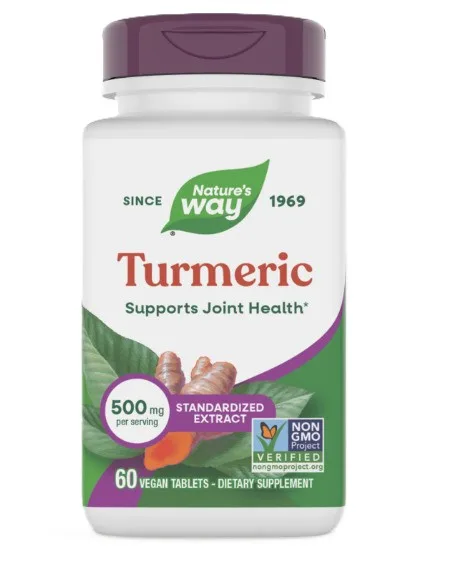 SINCE Nature's way® 1969
Turmeric
Supports Joint Health*
500 mg
per serving
STANDARDIZED
EXTRACT
NON
GMO
Project
VERIFIED
nongmoproject.org
60 VEGAN TABLETS - DIETARY SUPPLEMENT